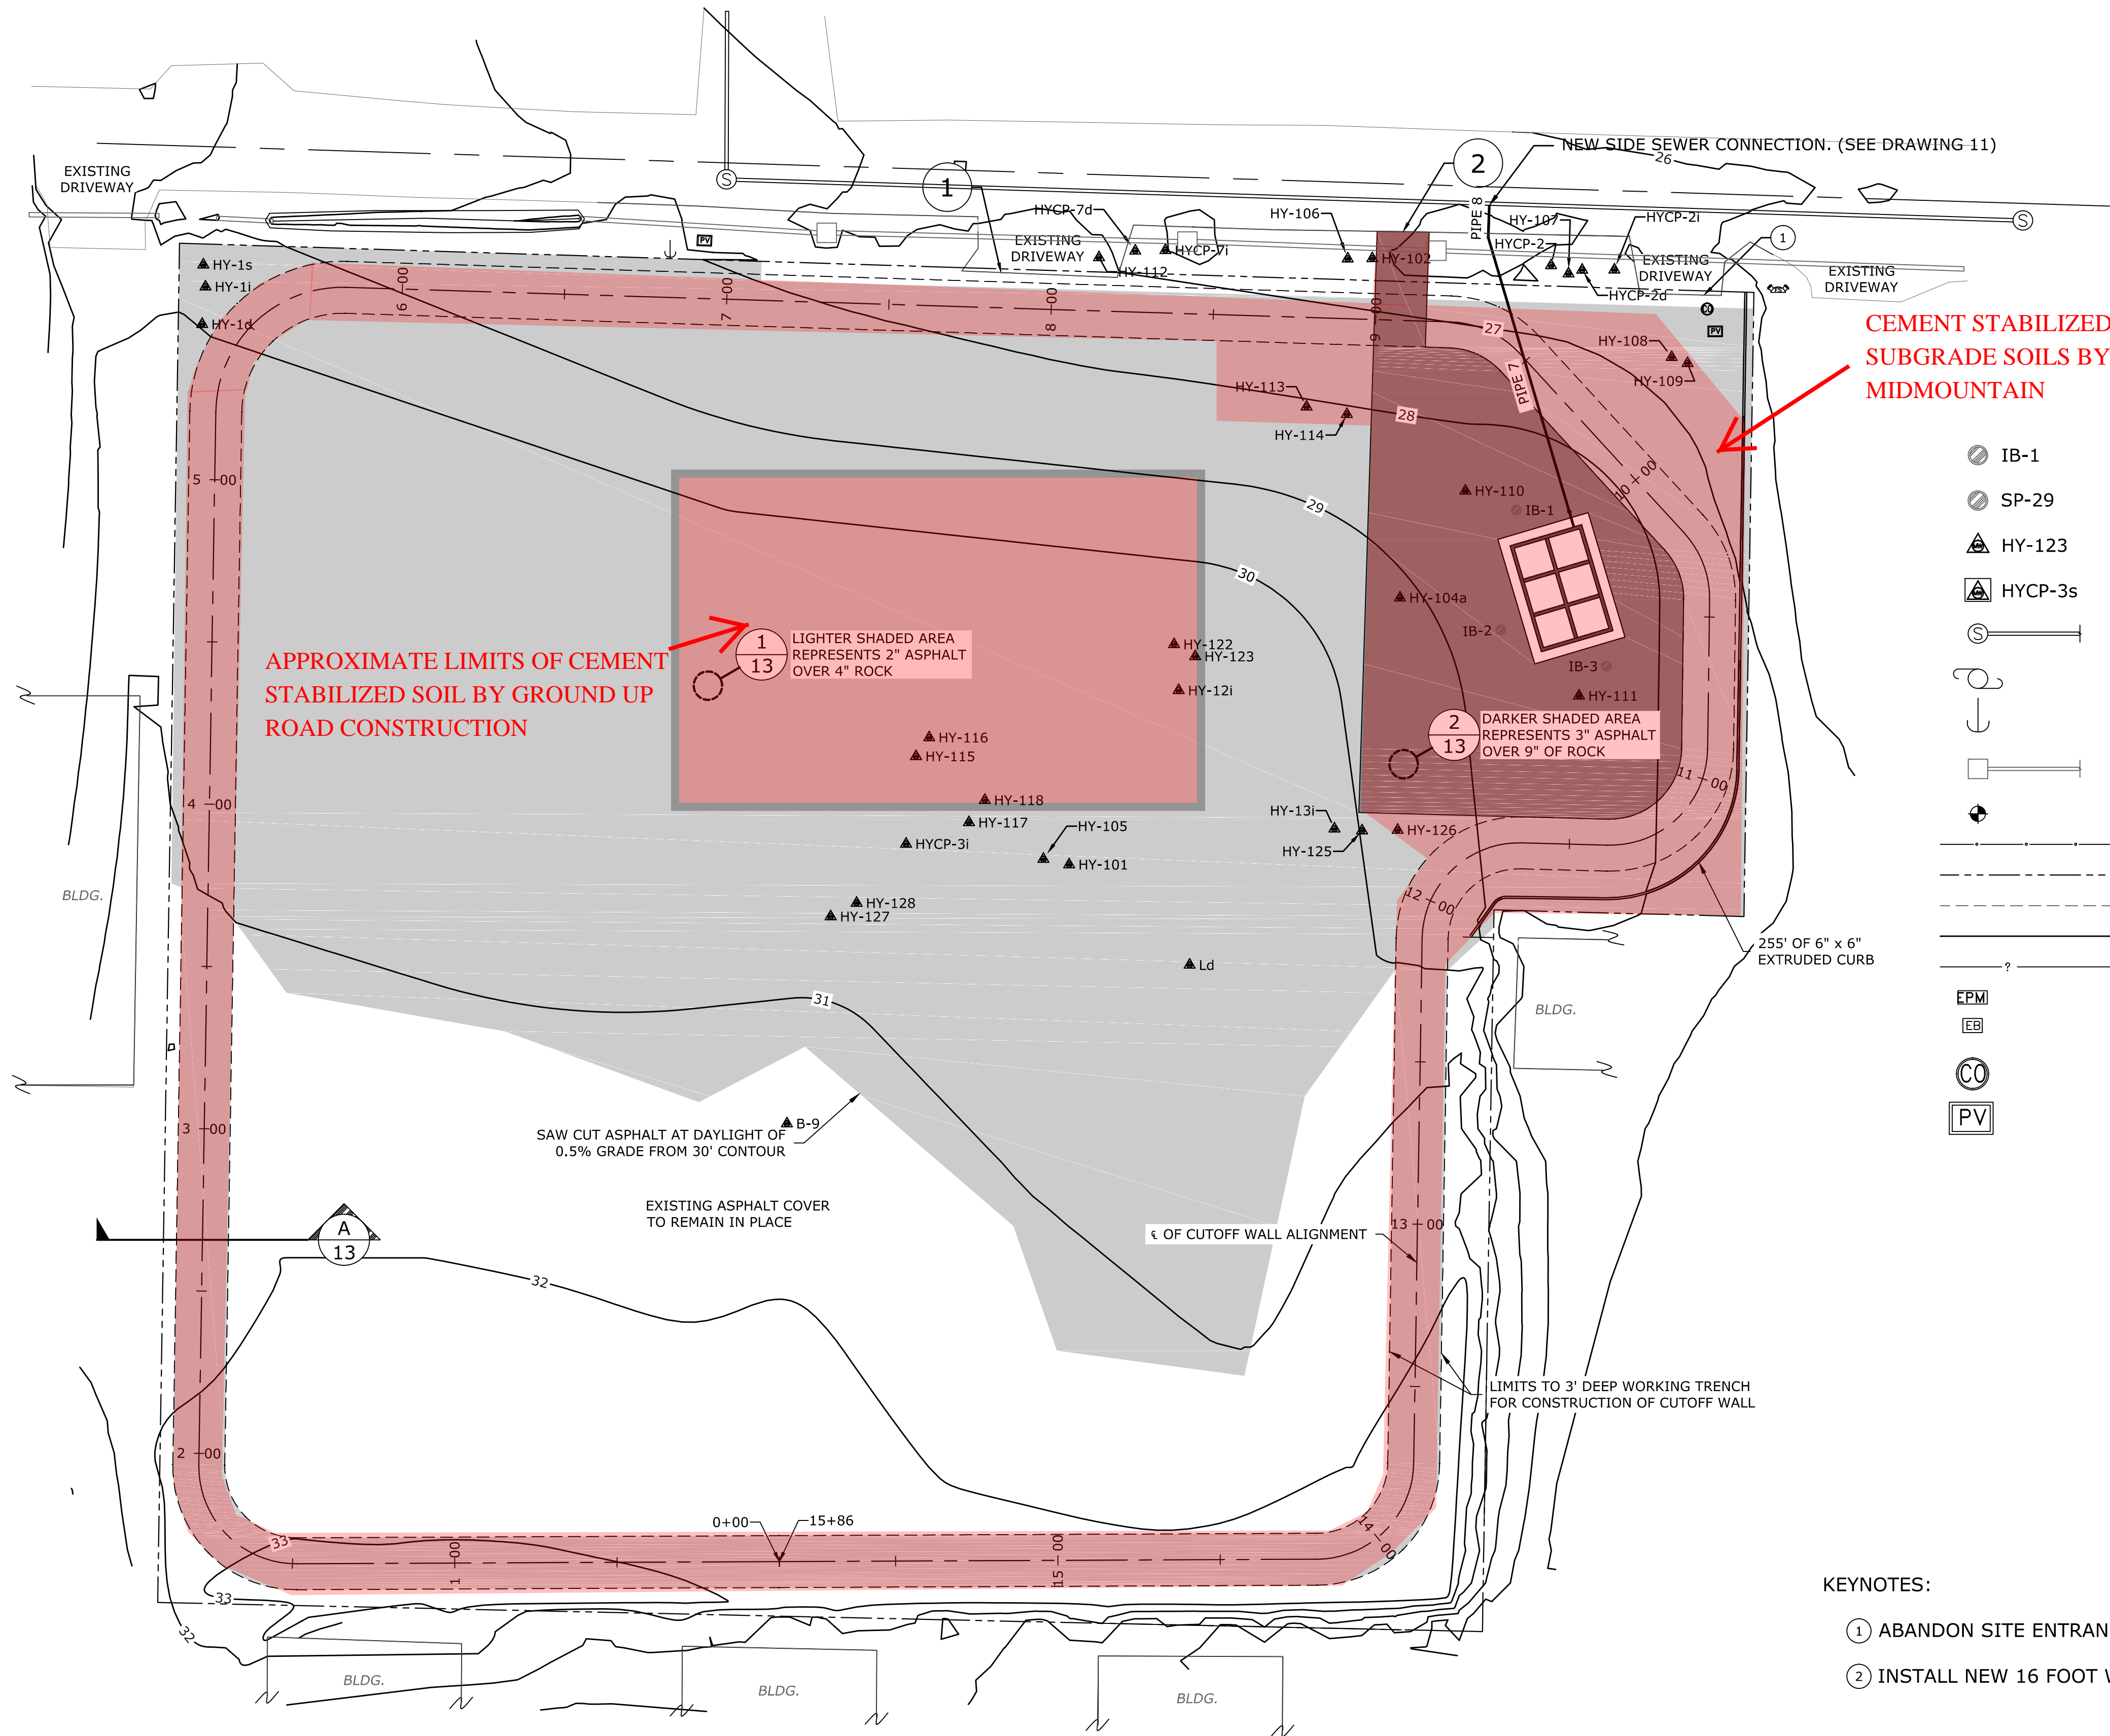 NEW SIDE SEWER CONNECTION. (SEE DRAWING 11)
26
EXISTING
DRIVEWAY
S
1
2
PIPE 8
HYCP-7d
HY-106
HY-107
HYCP-2i
S
PV
EXISTING
DRIVEWAY
HYCP-7i
HY-112
HY-102
HYCP-2
HYCP-2d
EXISTING
DRIVEWAY
1
EXISTING
DRIVEWAY
HY-1s
HY-1i
HY-1d
6+00
7+00
8+00
9+00
27
CO
PV
HY-108
HY-109
CEMENT STABILIZED
SUBGRADE SOILS BY
MIDMOUNTAIN
PIPE 7
HY-113
HY-114
28
IB-1
5+00
10+00
HY-110
IB-1
SP-29
29
HY-123
30
HY-104a
HYCP-3s
IB-2
S
APPROXIMATE LIMITS OF CEMENT
STABILIZED SOIL BY GROUND UP
ROAD CONSTRUCTION
1
13
LIGHTER SHADED AREA
REPRESENTS 2" ASPHALT
OVER 4" ROCK
HY-122
HY-123
HY-12i
IB-3
HY-111
2
13
DARKER SHADED AREA
REPRESENTS 3" ASPHALT
OVER 9" OF ROCK
HY-116
HY-115
11+00
4+00
HY-118
HY-117
HYCP-3i
HY-105
HY-101
HY-13i
HY-125
HY-126
BLDG.
HY-128
HY-127
12+00
255' OF 6" x 6"
EXTRUDED CURB
Ld
?
31
EPM
BLDG.
EB
CO
PV
3+00
B-9
SAW CUT ASPHALT AT DAYLIGHT OF
0.5% GRADE FROM 30' CONTOUR
EXISTING ASPHALT COVER
TO REMAIN IN PLACE
A
13
℄ OF CUTOFF WALL ALIGNMENT
13+00
32
LIMITS TO 3' DEEP WORKING TRENCH
FOR CONSTRUCTION OF CUTOFF WALL
2+00
0+00
15+86
14+00
33
1+00
15+00
33
32
KEYNOTES:
1 ABANDON SITE ENTRAN
2 INSTALL NEW 16 FOOT W
BLDG.
BLDG.
BLDG.